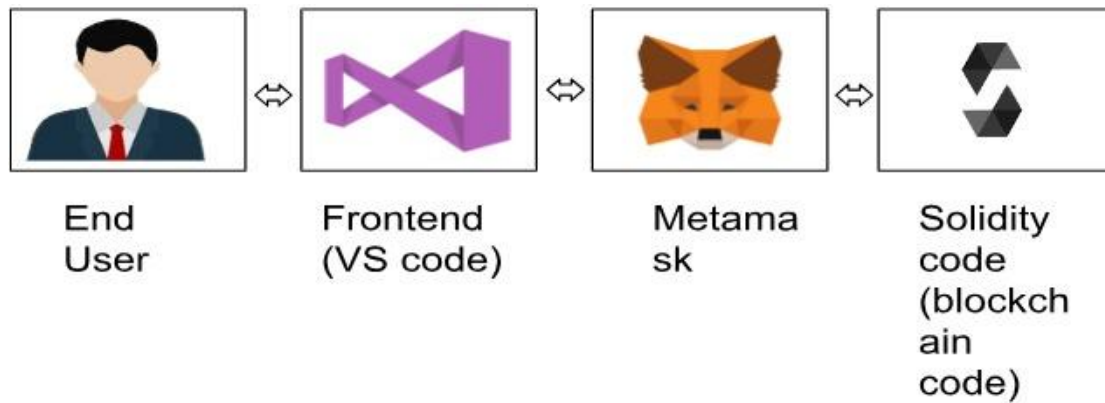 End
User
Frontend
(VS code)
Metama
sk
Solidity
code
(blockch
ain
code)